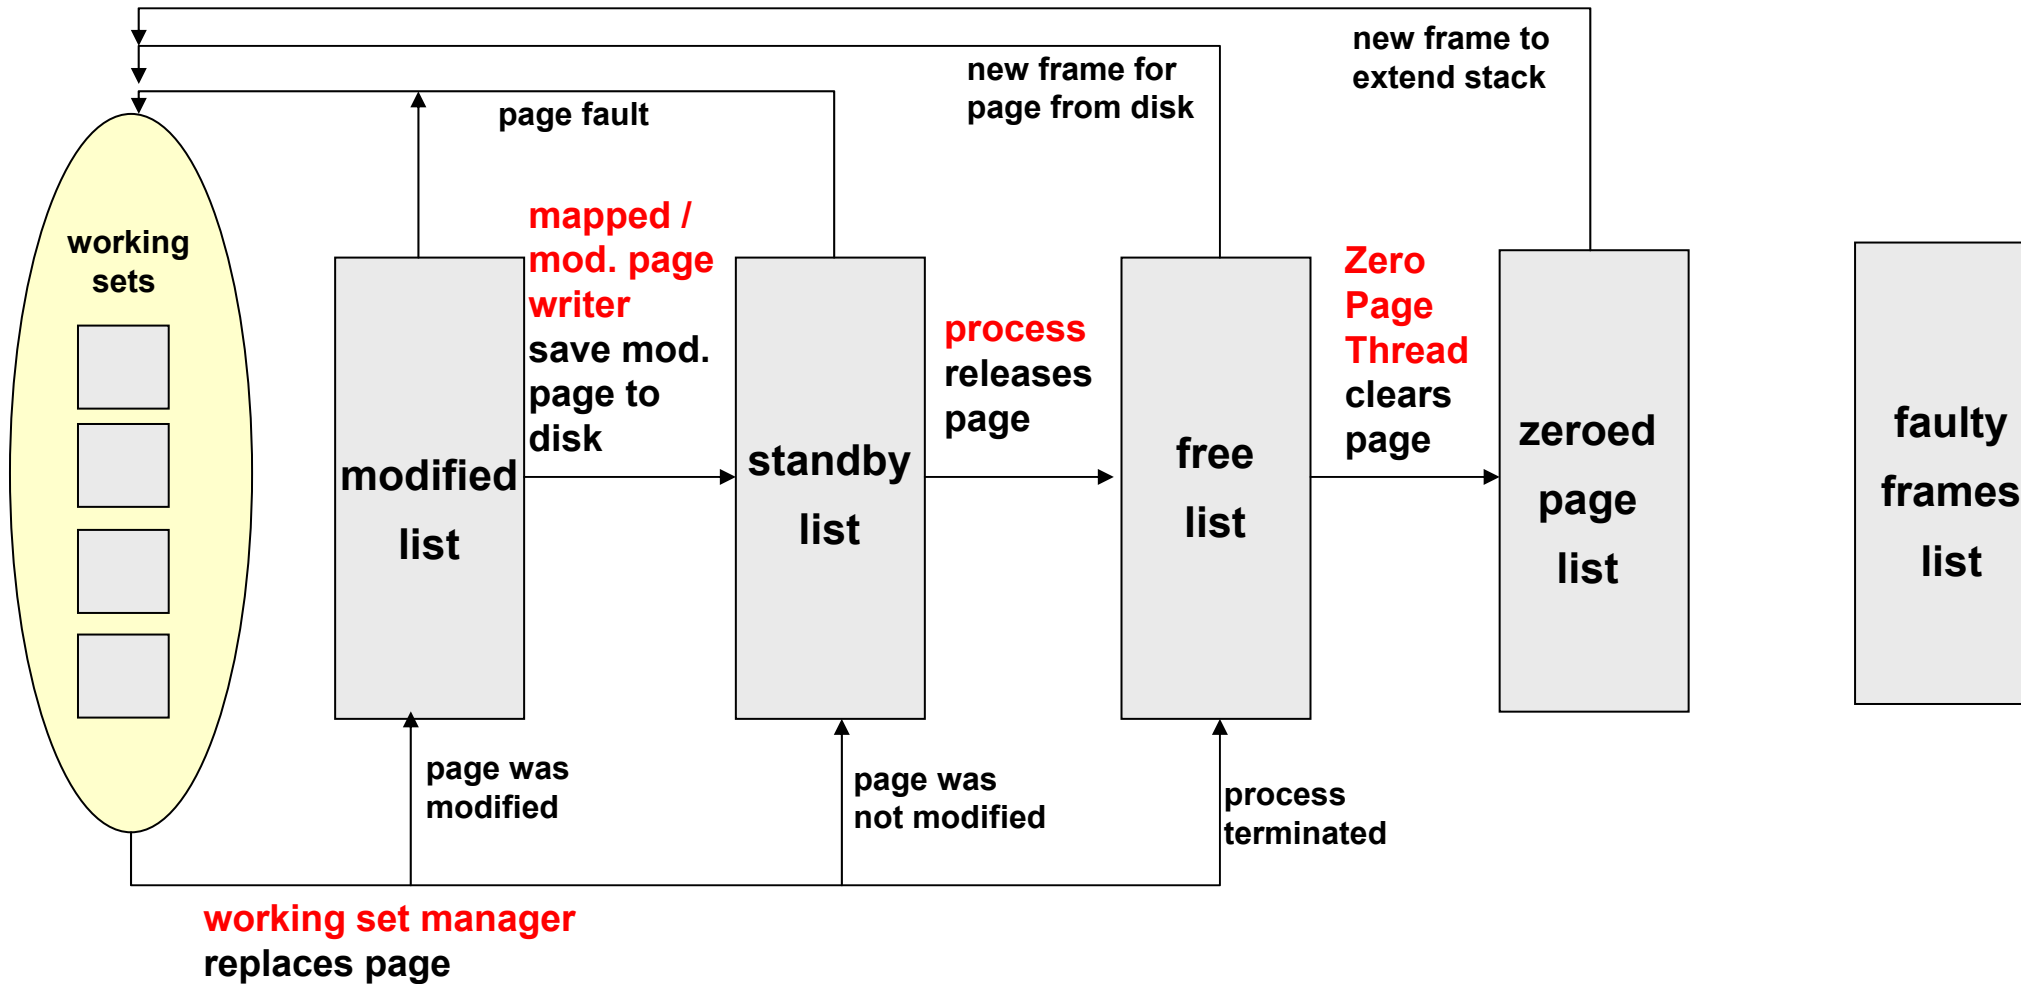 new frame to
extend stack
new frame for
page from disk
page fault
working
sets
mapped /
mod. page
writer
save mod.
page to
disk
process
releases
page
Zero
Page
Thread
clears
page
modified
list
standby
list
free
list
zeroed
page
list
faulty
frames
list
page was
modified
page was
not modified
process
terminated
working set manager
replaces page